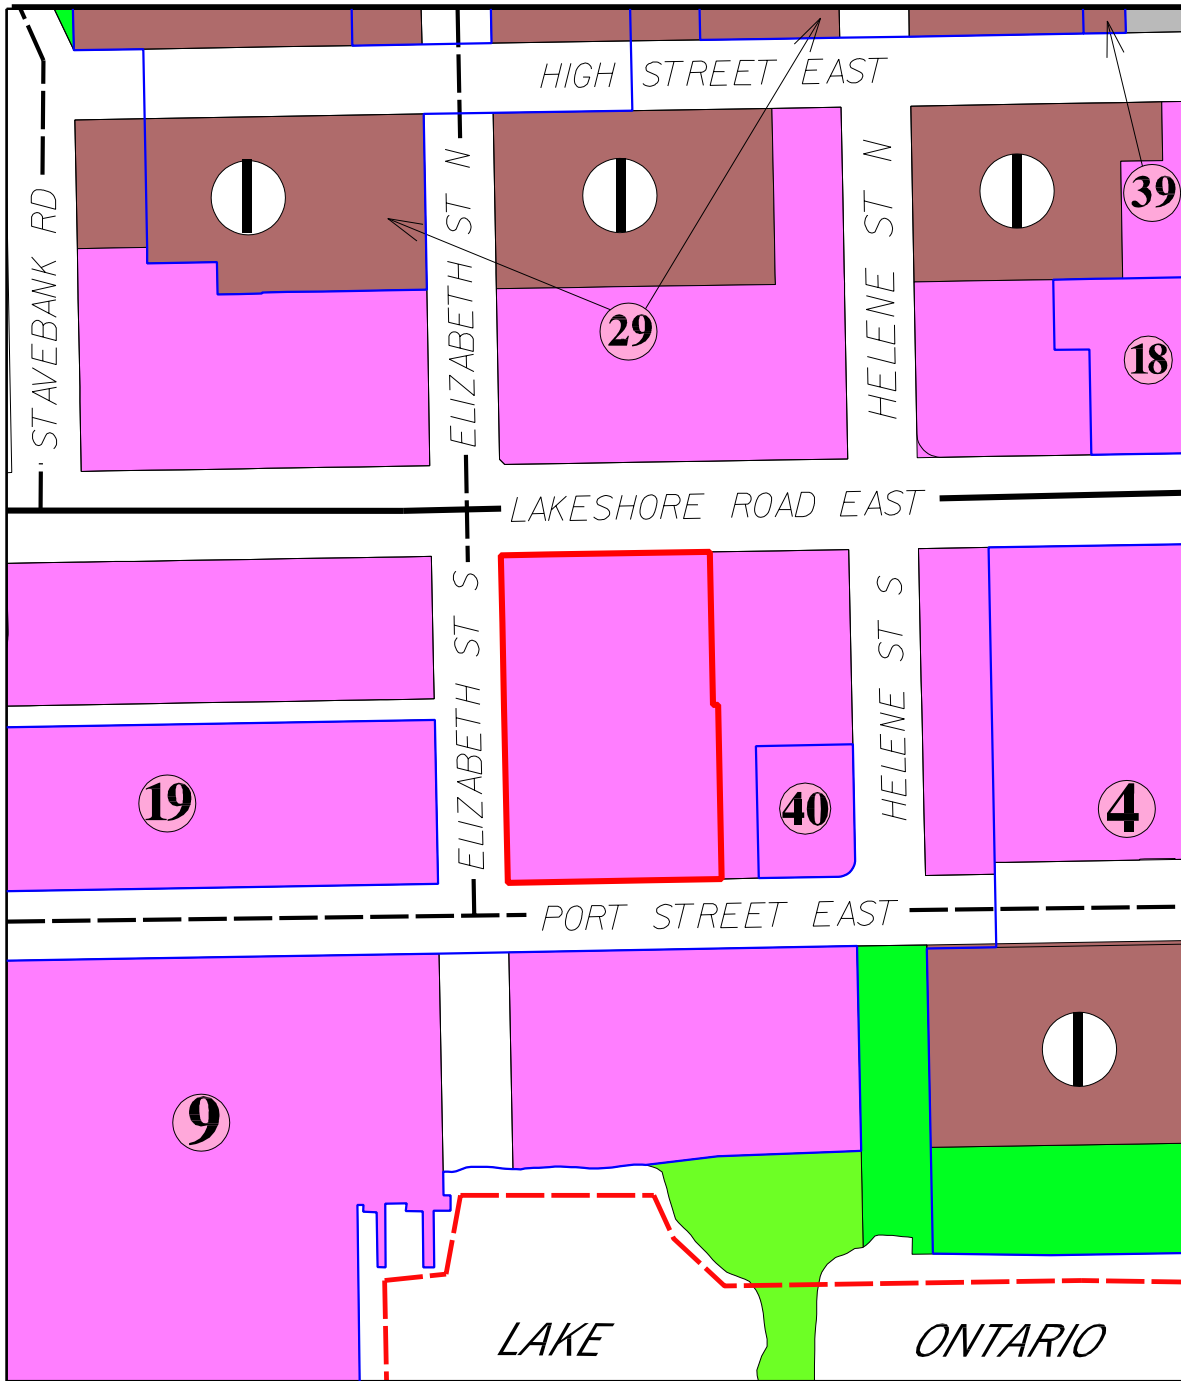 HIGH STREET EAST
STAVEBANK RD
ELIZABETH ST N
HELENE ST N
39
29
18
LAKESHORE ROAD EAST
ELIZABETH ST S
HELENE ST S
19
40
4
PORT STREET EAST
9
LAKE ONTARIO